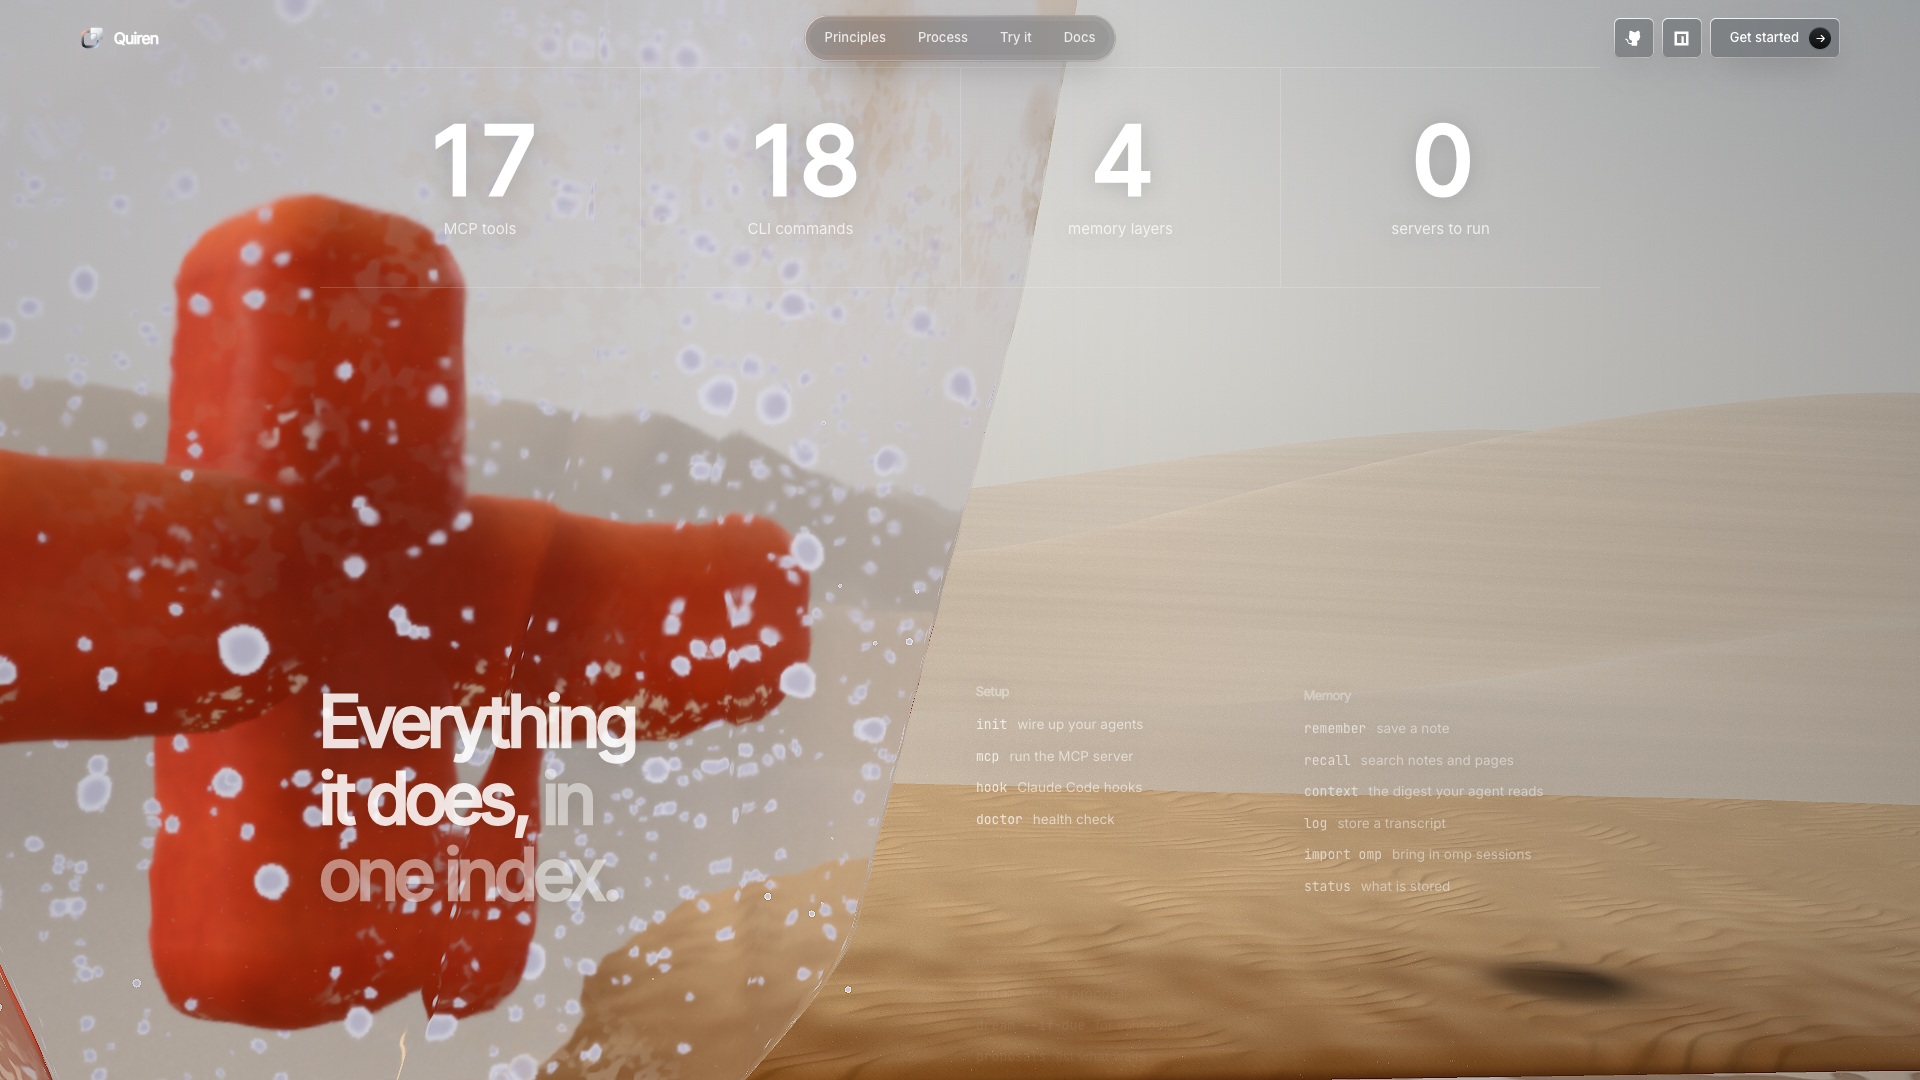 Quiren
Principles Process Try it Docs
Get started
17 18 4 0
MCP tools CLI commands memory layers servers to run
Everything
it does, in
one index.
Setup
init wire up your agents
mcp run the MCP server
hook Claude Code hooks
doctor health check
Memory
remember save a note
recall search notes and pages
context the digest your agent reads
log store a transcript
import omp bring in omp sessions
status what is stored